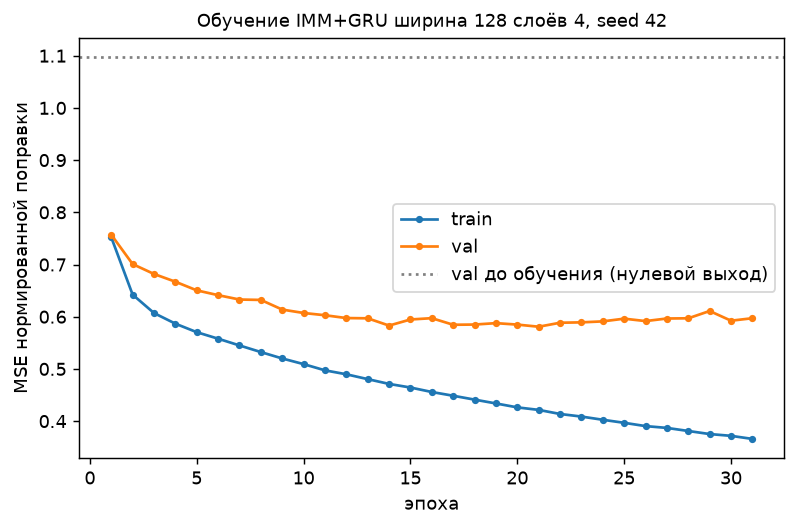 Обучение IMM+GRU ширина 128 слоёв 4, seed 42
MSE нормированной поправки
1.1
1.0
0.9
0.8
0.7
0.6
0.5
0.4
train
val
val до обучения (нулевой выход)
0 5 10 15 20 25 30
эпоха